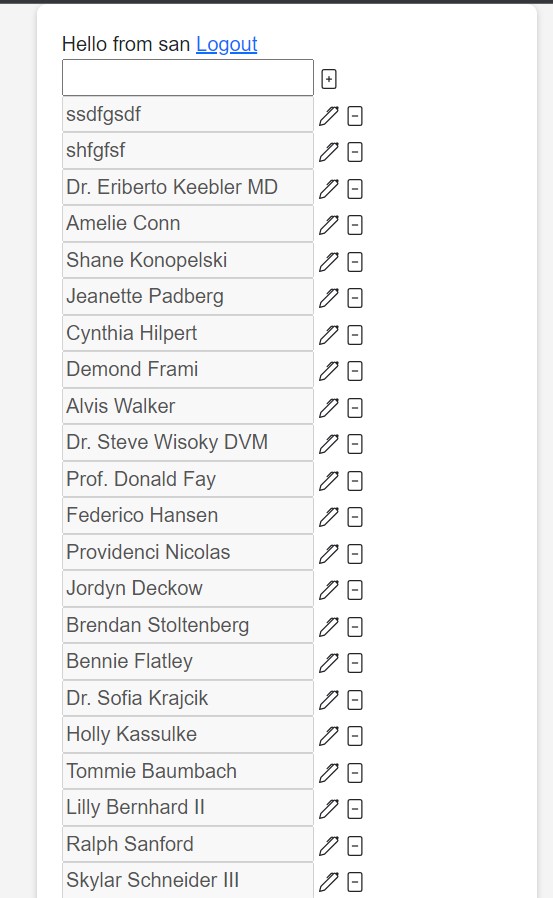 Hello from san Logout
ssdfgsdf
shfgfsf
Dr. Eriberto Keebler MD
Amelie Conn
Shane Konopelski
Jeanette Padberg
Cynthia Hilpert
Demond Frami
Alvis Walker
Dr. Steve Wisoky DVM
Prof. Donald Fay
Federico Hansen
Providenci Nicolas
Jordyn Deckow
Brendan Stoltenberg
Bennie Flatley
Dr. Sofia Krajcik
Holly Kassulke
Tommie Baumbach
Lilly Bernhard II
Ralph Sanford
Skylar Schneider III